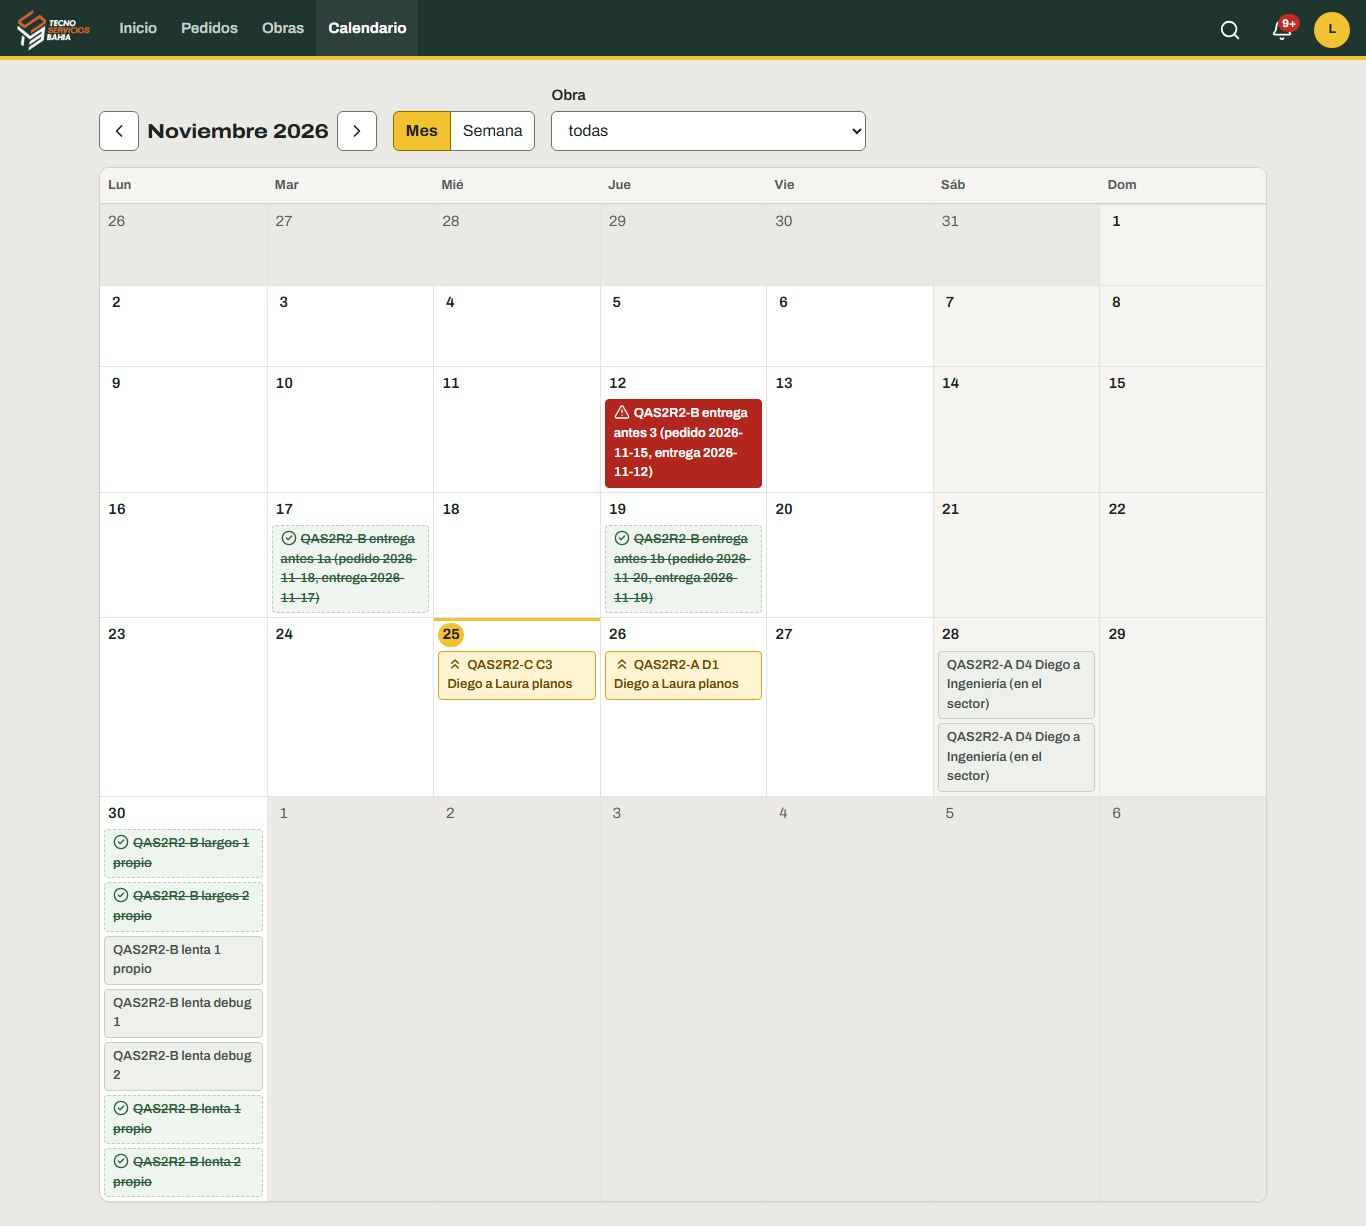 TECNO
SERVICIOS
BAHIA
Inicio Pedidos Obras Calendario
9+
L
Obra
Noviembre 2026
Mes Semana
todas
Lun Mar Mié Jue Vie Sáb Dom
26 27 28 29 30 31 1
2 3 4 5 6 7 8
9 10 11 12 13 14 15
QAS2R2-B entrega
antes 3 (pedido 2026-
11-15, entrega 2026-
11-12)
16 17 18 19 20 21 22
QAS2R2-B entrega
antes 1a (pedido 2026-
11-18, entrega 2026-
11-17)
QAS2R2-B entrega
antes 1b (pedido 2026-
11-20, entrega 2026-
11-19)
23 24 25 26 27 28 29
QAS2R2-C C3
Diego a Laura planos
QAS2R2-A D1
Diego a Laura planos
QAS2R2-A D4 Diego a
Ingeniería (en el
sector)
QAS2R2-A D4 Diego a
Ingeniería (en el
sector)
30 1 2 3 4 5 6
QAS2R2-B largos 1
propio
QAS2R2-B largos 2
propio
QAS2R2-B lenta 1
propio
QAS2R2-B lenta debug
1
QAS2R2-B lenta debug
2
QAS2R2-B lenta 1
propio
QAS2R2-B lenta 2
propio